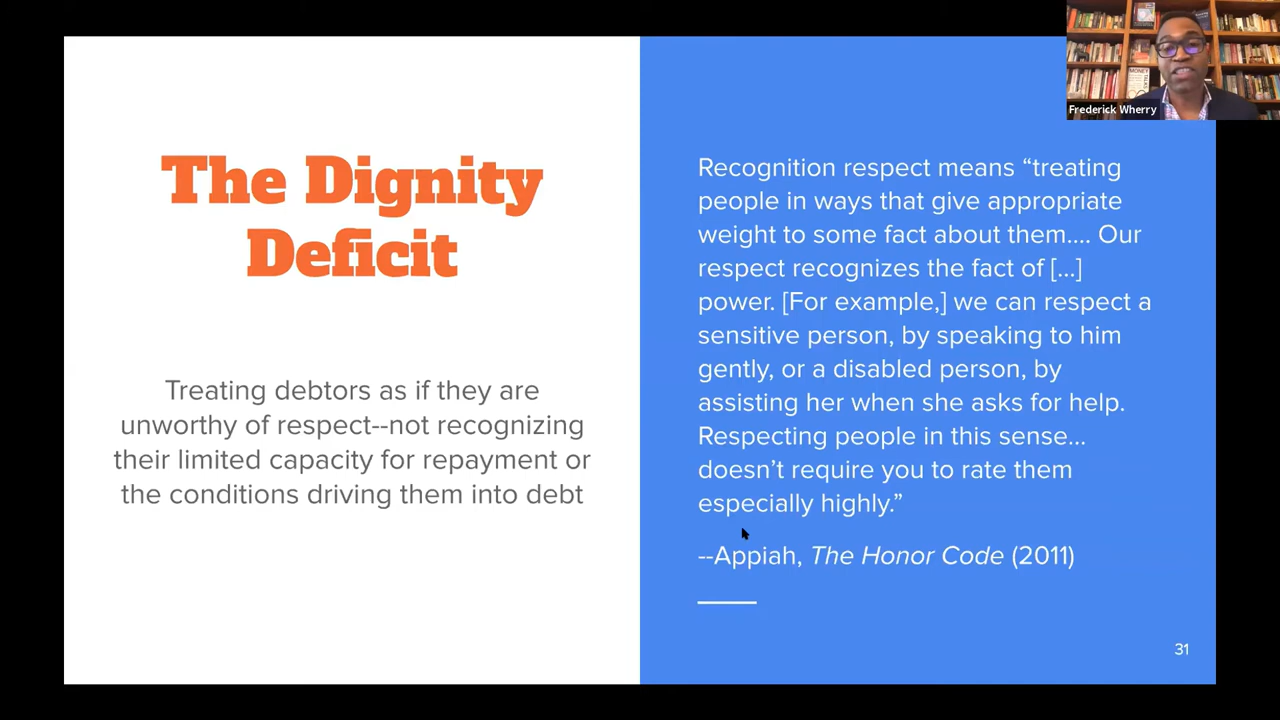 The Dignity
Deficit
Treating debtors as if they are
unworthy of respect--not recognizing
their limited capacity for repayment or
the conditions driving them into debt
Recognition respect means “treating
people in ways that give appropriate
weight to some fact about them.... Our
respect recognizes the fact of [...]
power. [For example,] we can respect a
sensitive person, by speaking to him
gently, or a disabled person, by
assisting her when she asks for help.
Respecting people in this sense...
doesn’t require you to rate them
especially highly.”
--Appiah, The Honor Code (2011)
31
Frederick Wherry
MONEY